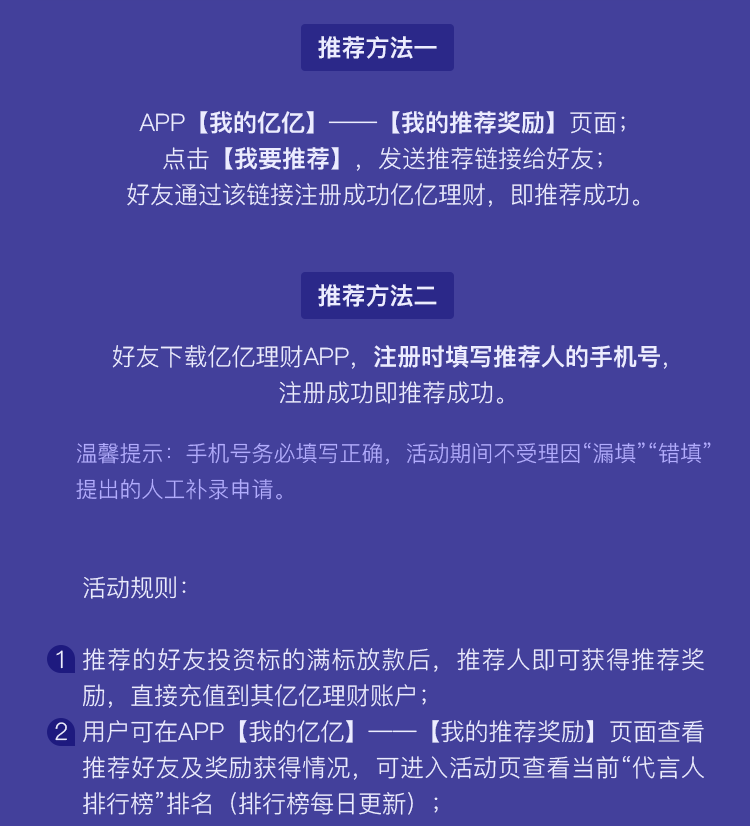 推荐方法一
APP【我的亿亿】——【我的推荐奖励】页面；
点击【我要推荐】，发送推荐链接给好友；
好友通过该链接注册成功亿亿理财，即推荐成功。
推荐方法二
好友下载亿亿理财APP，注册时填写推荐人的手机号，
注册成功即推荐成功。
温馨提示：手机号务必填写正确，活动期间不受理因“漏填”“错填”
提出的人工补录申请。
活动规则：
1 推荐的好友投资标的满标放款后，推荐人即可获得推荐奖
励，直接充值到其亿亿理财账户；
2 用户可在APP【我的亿亿】——【我的推荐奖励】页面查看
推荐好友及奖励获得情况，可进入活动页查看当前“代言人
排行榜”排名（排行榜每日更新）；